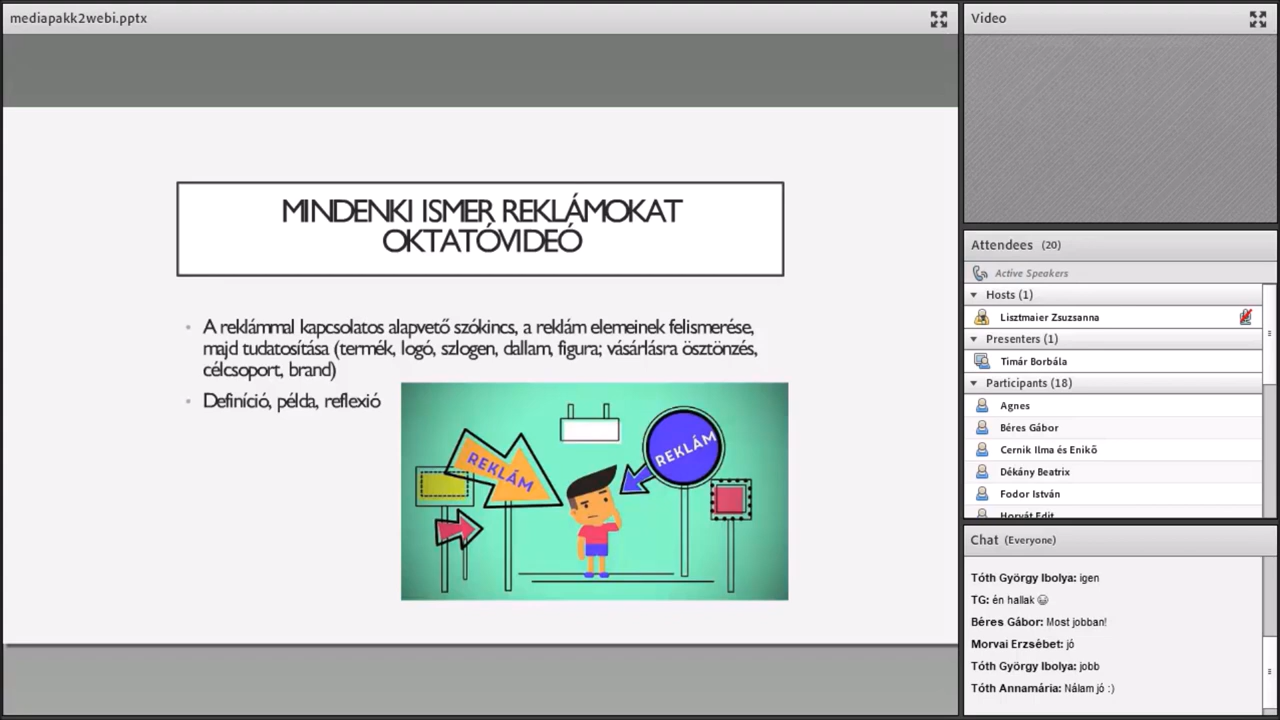 mediapakk2webi.pptx
MINDENKI ISMER REKLÁMOKAT
OKTATÓVIDEÓ
• A reklámmal kapcsolatos alapvető szókincs, a reklám elemeinek felismerése,
majd tudatosítása (termék, logó, szlogen, dallam, figura; vásárlásra ösztönzés,
célcsoport, brand)
• Definíció, példa, reflexió
REKLÁM
REKLÁM
Video
Attendees (20)
Active Speakers
Hosts (1)
Lisztmaier Zsuzsanna
Presenters (1)
Timár Borbála
Participants (18)
Agnes
Béres Gábor
Cernik Ilma és Enikõ
Dékány Beatrix
Fodor István
Horvát Edit
Chat (Everyone)
Tóth György Ibolya: igen
TG: én hallak 😀
Béres Gábor: Most jobban!
Morvai Erzsébet: jó
Tóth György Ibolya: jobb
Tóth Annamária: Nálam jó :)